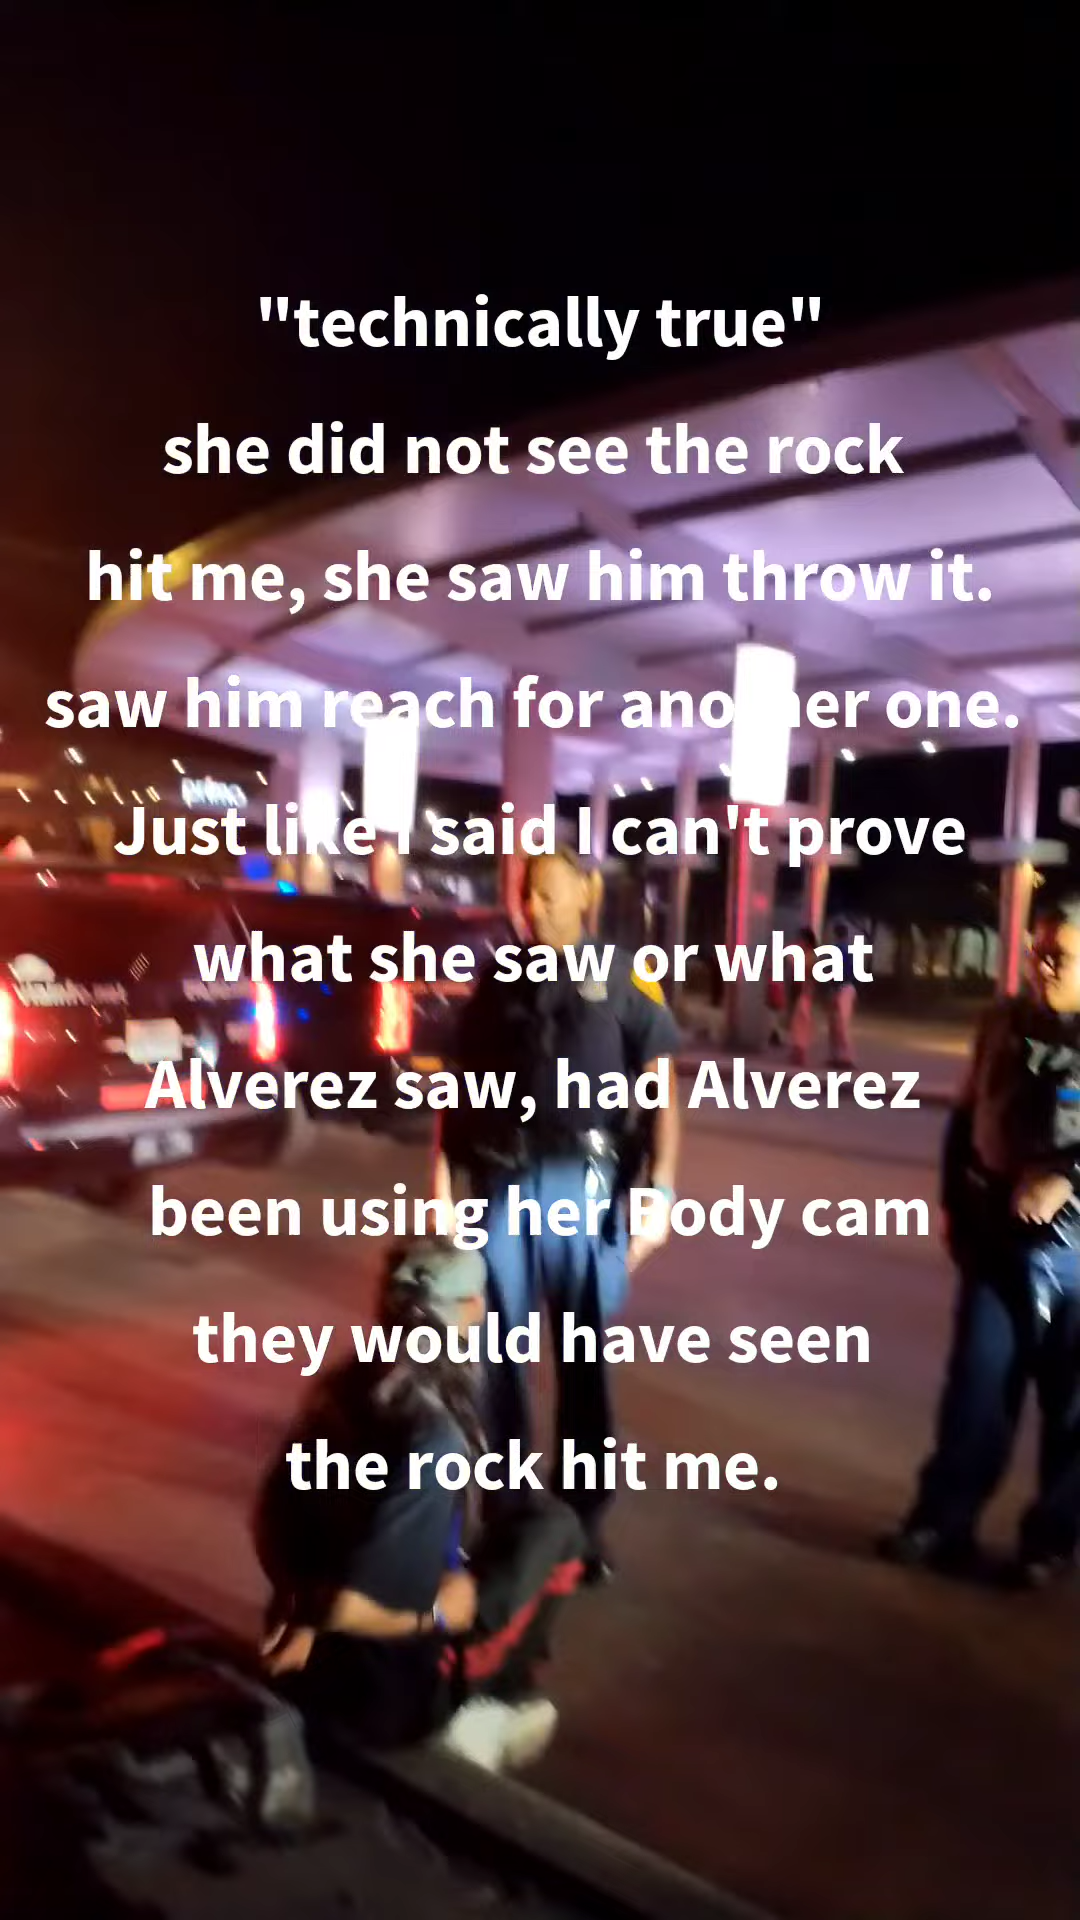 "technically true"
she did not see the rock
hit me, she saw him throw it.
saw him reach for another one.
Just like I said I can't prove
what she saw or what
Alverez saw, had Alverez
been using her Body cam
they would have seen
the rock hit me.